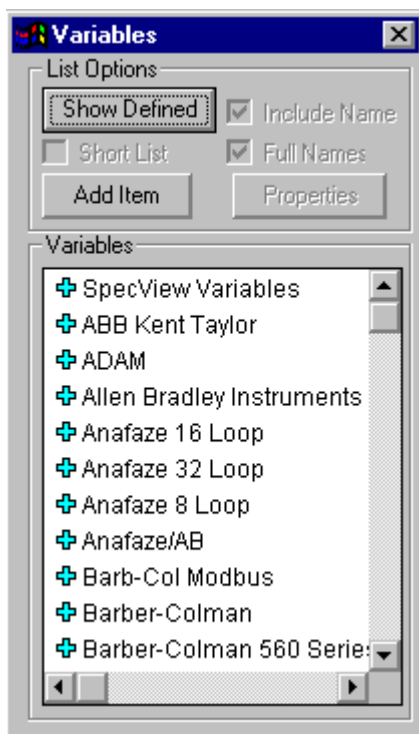 Variables
List Options
Show Defined
Include Name
Short List
Full Names
Add Item
Properties
Variables
SpecView Variables
ABB Kent Taylor
ADAM
Allen Bradley Instruments
Anafaze 16 Loop
Anafaze 32 Loop
Anafaze 8 Loop
Anafaze/AB
Barb-Col Modbus
Barber-Colman
Barber-Colman 560 Series